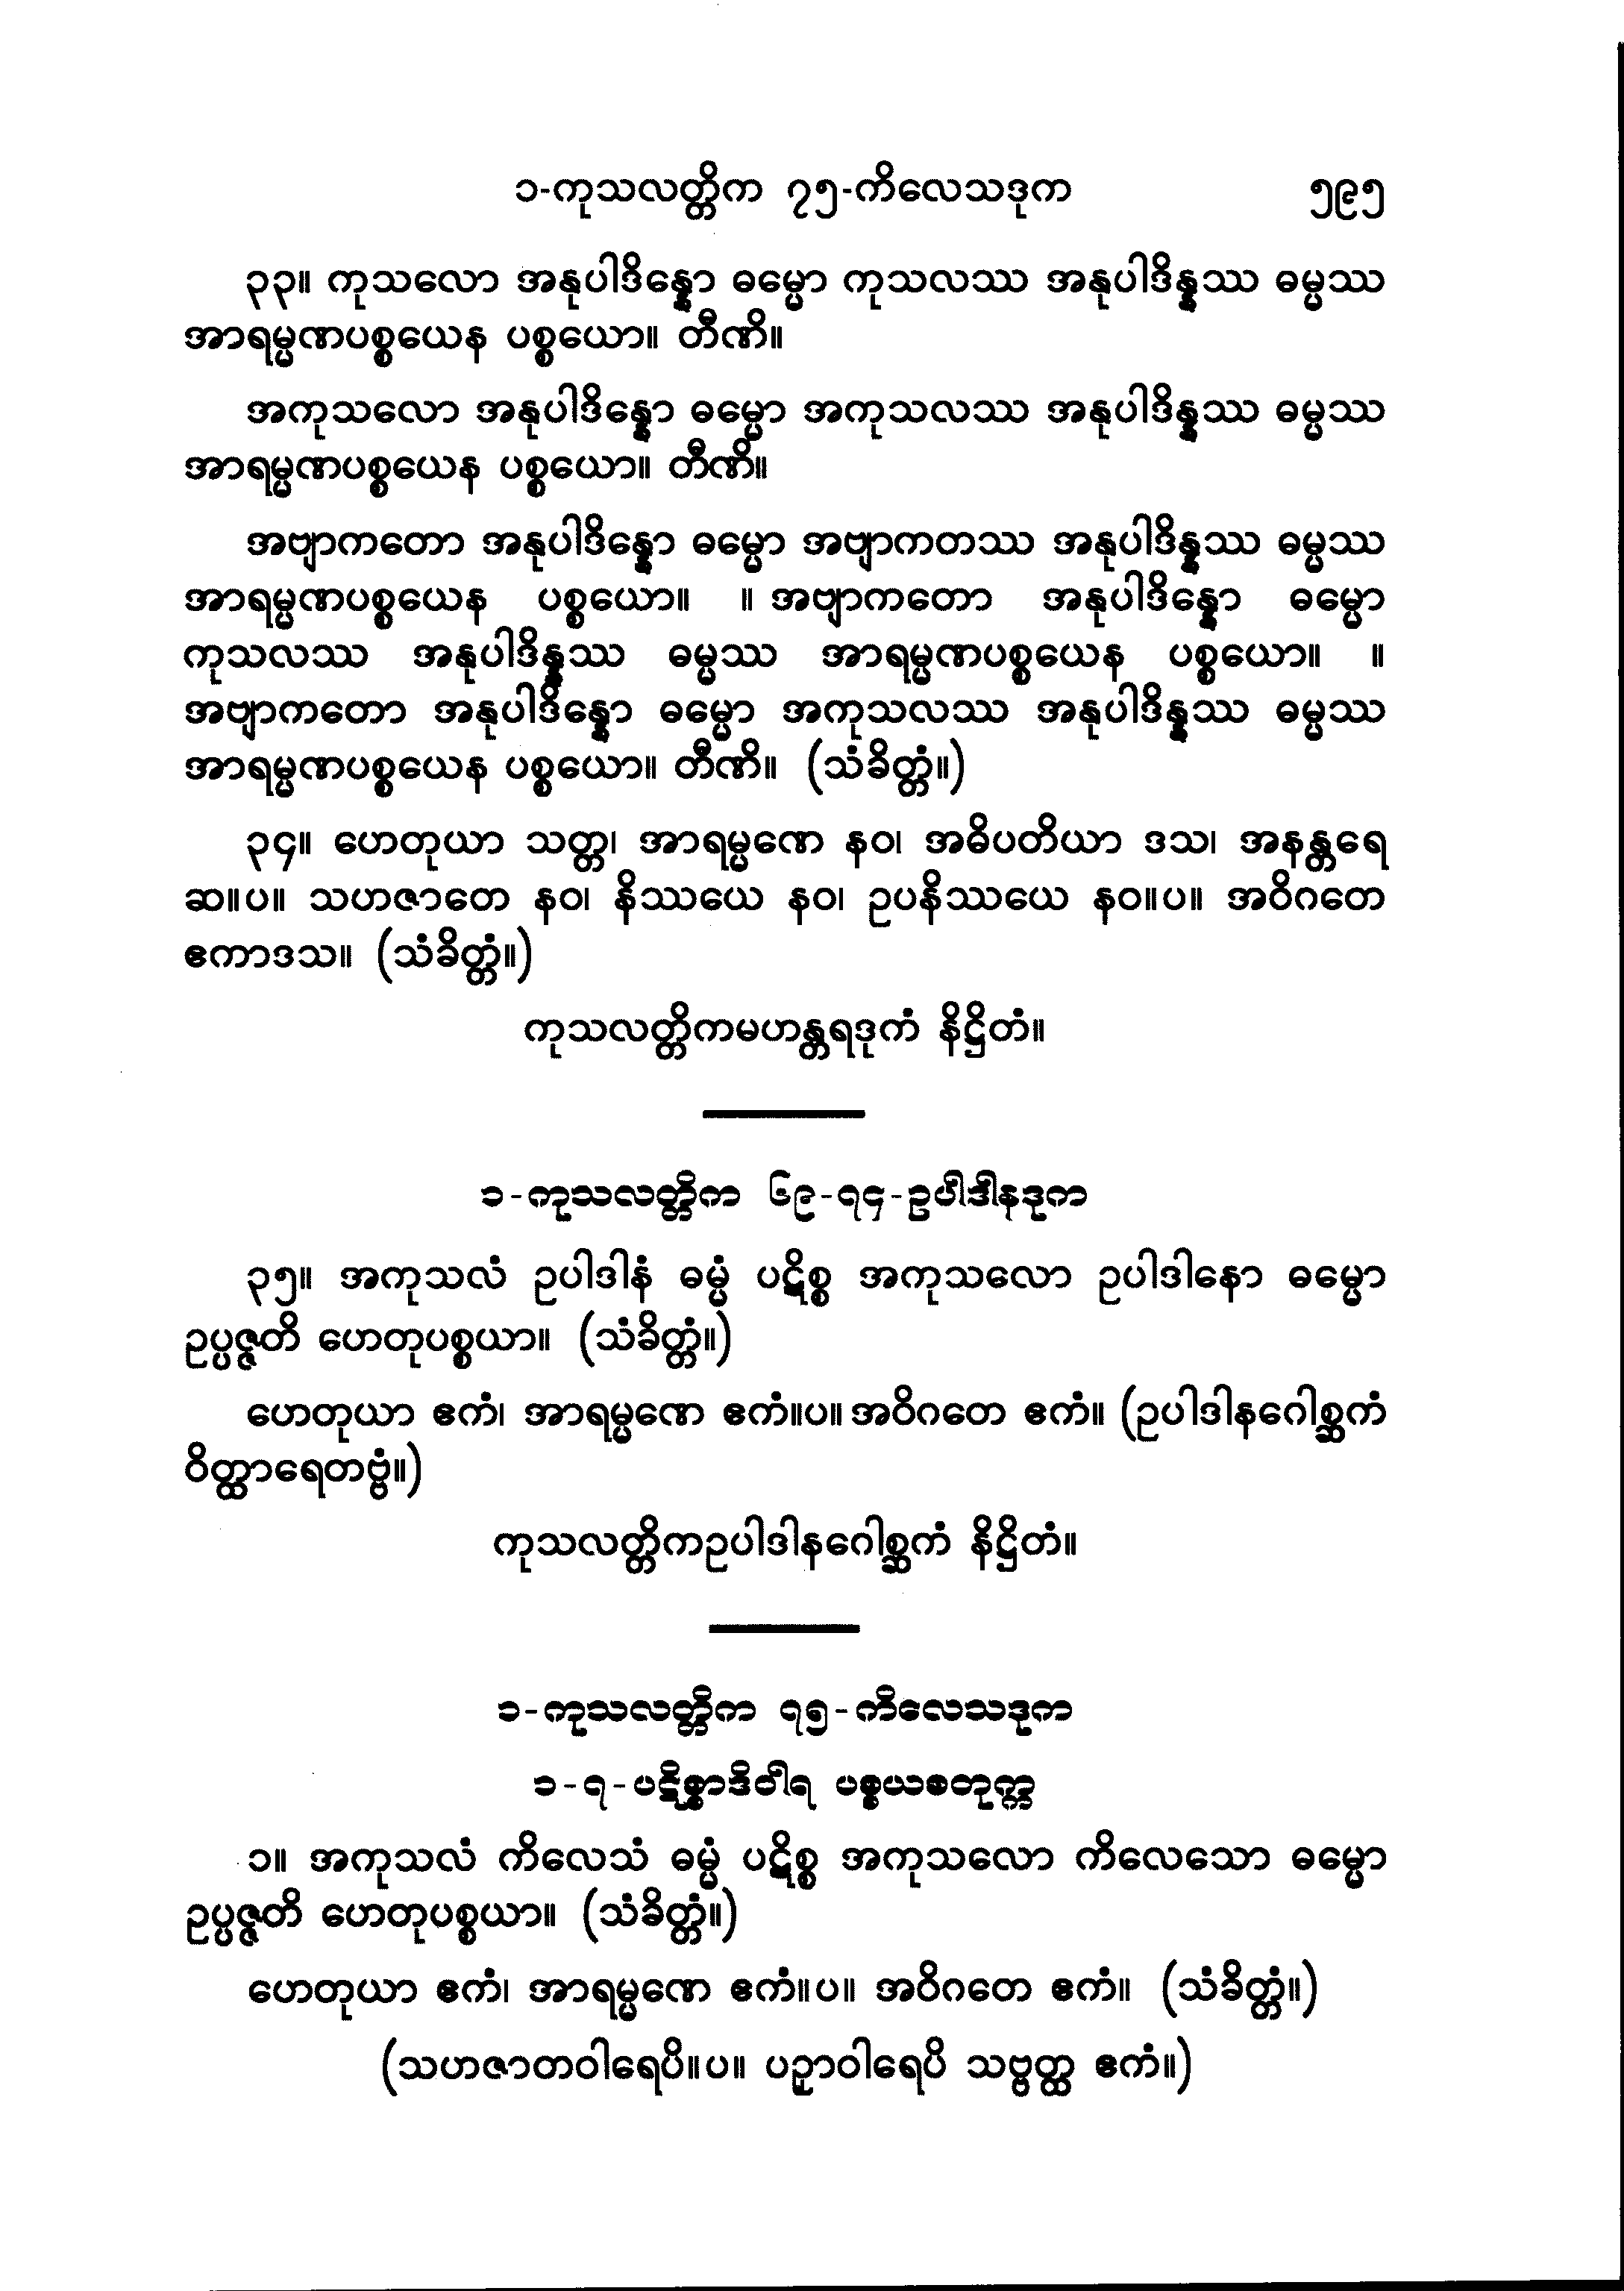 ၁-ကုသလတ္တိက ၇၅-ကိလေသဒုက ၅၉၅
၃၃။ ကုသလော အနုပါဒိန္နော ဓမ္မော ကုသလဿ အနုပါဒိန္နဿ ဓမ္မဿ
အာရမ္မဏပစ္စယေန ပစ္စယော။ တီဏိ။
အကုသလော အနုပါဒိန္နော ဓမ္မော အကုသလဿ အနုပါဒိန္နဿ ဓမ္မဿ
အာရမ္မဏပစ္စယေန ပစ္စယော။ တီဏိ။
အဗျာကတော အနုပါဒိန္နော ဓမ္မော အဗျာကတဿ အနုပါဒိန္နဿ ဓမ္မဿ
အာရမ္မဏပစ္စယေန ပစ္စယော။ ။ အဗျာကတော အနုပါဒိန္နော ဓမ္မော
ကုသလဿ အနုပါဒိန္နဿ ဓမ္မဿ အာရမ္မဏပစ္စယေန ပစ္စယော။ ။
အဗျာကတော အနုပါဒိန္နော ဓမ္မော အကုသလဿ အနုပါဒိန္နဿ ဓမ္မဿ
အာရမ္မဏပစ္စယေန ပစ္စယော။ တီဏိ။ (သံခိတ္တံ။)
၃၄။ ဟေတုယာ သတ္တ၊ အာရမ္မဏေ နဝ၊ အဓိပတိယာ ဒသ၊ အနန္တရေ
ဆ။ပ။ သဟဇာတေ နဝ၊ နိဿယေ နဝ၊ ဥပနိဿယေ နဝ။ပ။ အဝိဂတေ
ဧကာဒသ။ (သံခိတ္တံ။)
ကုသလတ္တိကမဟန္တရဒုကံ နိဋ္ဌိတံ။
၁-ကုသလတ္တိက ၆၉-၇၄-ဥပါဒါနဒုက
၃၅။ အကုသလံ ဥပါဒါနံ ဓမ္မံ ပဋိစ္စ အကုသလော ဥပါဒါနော ဓမ္မော
ဥပ္ပဇ္ဇတိ ဟေတုပစ္စယာ။ (သံခိတ္တံ။)
ဟေတုယာ ဧကံ၊ အာရမ္မဏေ ဧကံ။ပ။ အဝိဂတေ ဧကံ။ (ဥပါဒါနဂေါစ္ဆကံ
ဝိတ္ထာရေတဗ္ဗံ။)
ကုသလတ္တိကဥပါဒါနဂေါစ္ဆကံ နိဋ္ဌိတံ။
၁-ကုသလတ္တိက ၇၅-ကိလေသဒုက
၁-၇-ပဋိစ္စာဒိဝါရ ပစ္စယစတုက္က
၁။ အကုသလံ ကိလေသံ ဓမ္မံ ပဋိစ္စ အကုသလော ကိလေသော ဓမ္မော
ဥပ္ပဇ္ဇတိ ဟေတုပစ္စယာ။ (သံခိတ္တံ။)
ဟေတုယာ ဧကံ၊ အာရမ္မဏေ ဧကံ။ပ။ အဝိဂတေ ဧကံ။ (သံခိတ္တံ။)
(သဟဇာတဝါရေပိ။ပ။ ပဉှာဝါရေပိ သဗ္ဗတ္ထ ဧကံ။)